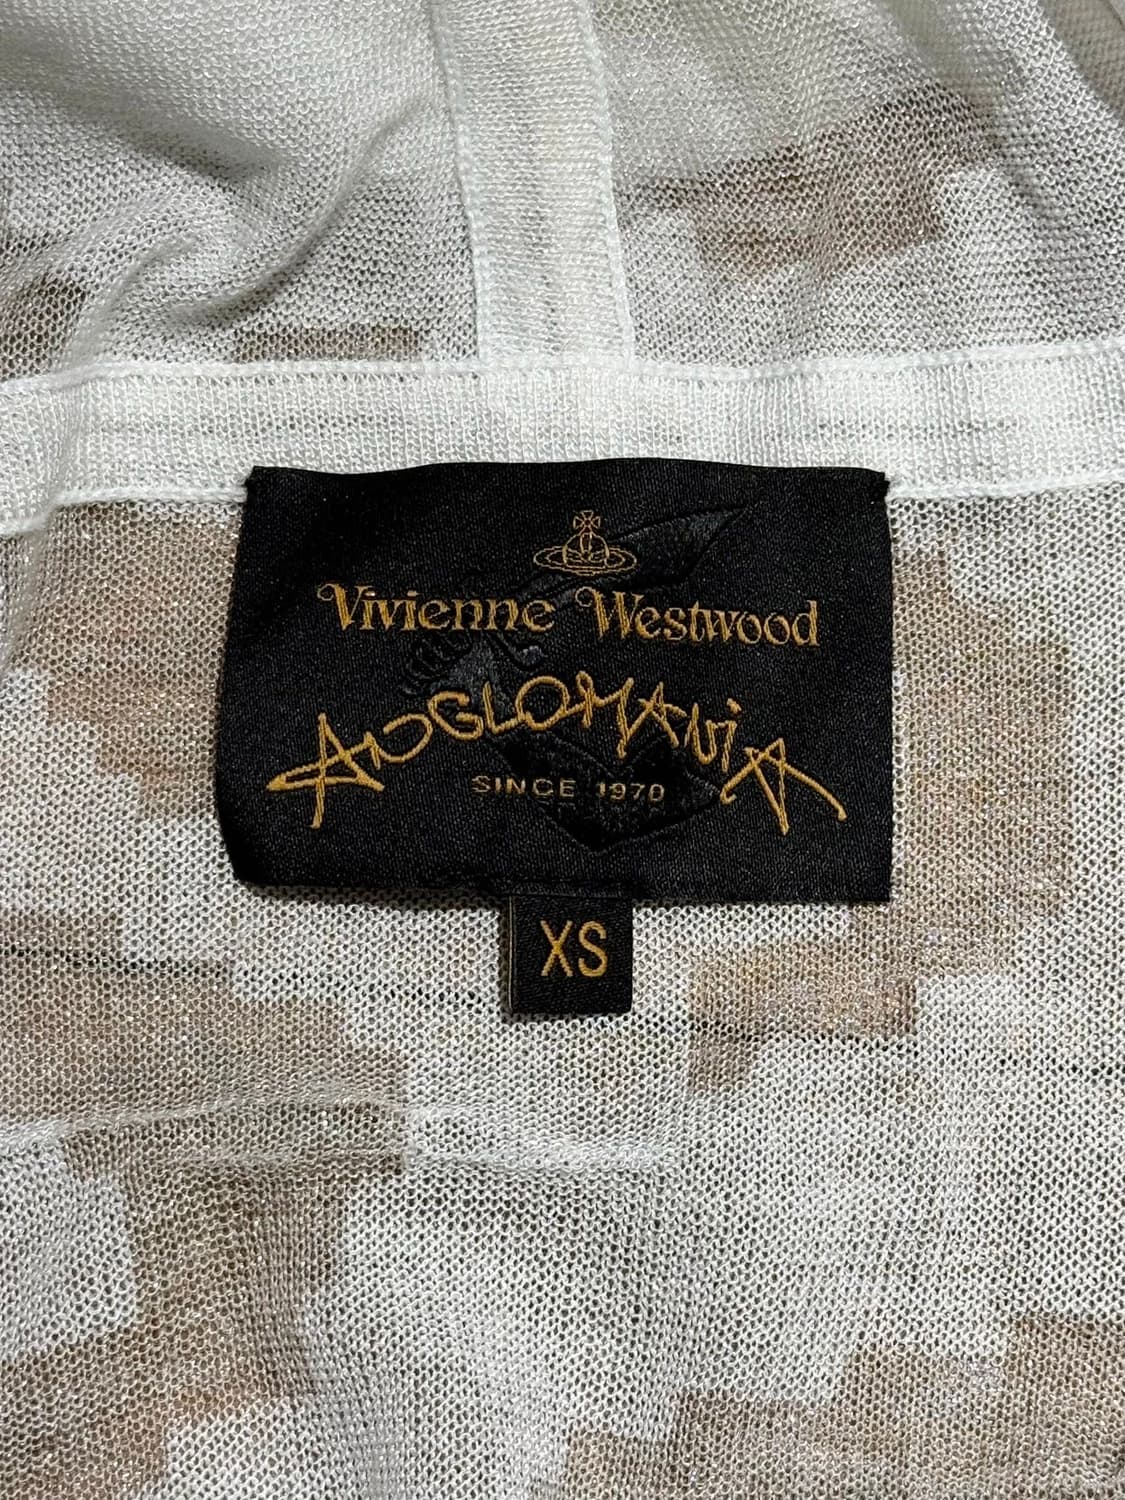 Vivienne Westwood
ANGLOMANIA
SINCE 1970
XS